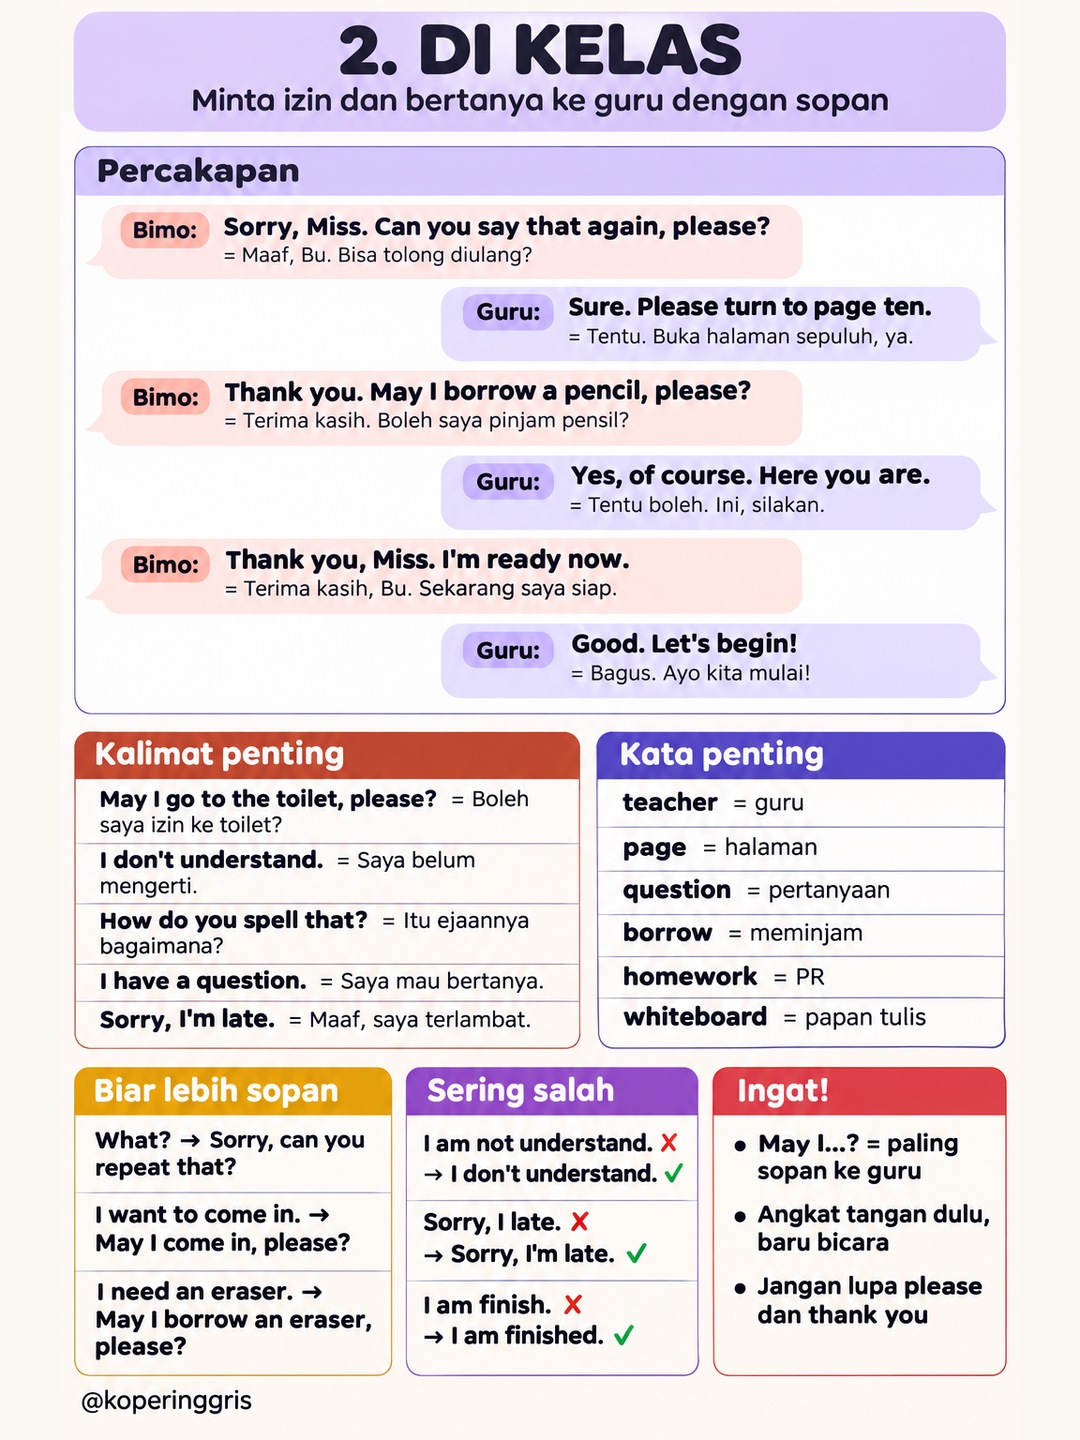 2. DI KELAS
Minta izin dan bertanya ke guru dengan sopan
Percakapan
Bimo: Sorry, Miss. Can you say that again, please?
= Maaf, Bu. Bisa tolong diulang?
Guru: Sure. Please turn to page ten.
= Tentu. Buka halaman sepuluh, ya.
Bimo: Thank you. May I borrow a pencil, please?
= Terima kasih. Boleh saya pinjam pensil?
Guru: Yes, of course. Here you are.
= Tentu boleh. Ini, silakan.
Bimo: Thank you, Miss. I'm ready now.
= Terima kasih, Bu. Sekarang saya siap.
Guru: Good. Let's begin!
= Bagus. Ayo kita mulai!
Kalimat penting
May I go to the toilet, please? = Boleh
saya izin ke toilet?
I don't understand. = Saya belum
mengerti.
How do you spell that? = Itu ejaannya
bagaimana?
I have a question. = Saya mau bertanya.
Sorry, I'm late. = Maaf, saya terlambat.
Kata penting
teacher = guru
page = halaman
question = pertanyaan
borrow = meminjam
homework = PR
whiteboard = papan tulis
Biar lebih sopan
What? → Sorry, can you
repeat that?
I want to come in. →
May I come in, please?
I need an eraser. →
May I borrow an eraser,
please?
Sering salah
I am not understand. ✗
→ I don't understand. ✓
Sorry, I late. ✗
→ Sorry, I'm late. ✓
I am finish. ✗
→ I am finished. ✓
Ingat!
• May I...? = paling
sopan ke guru
• Angkat tangan dulu,
baru bicara
• Jangan lupa please
dan thank you
@koperinggris